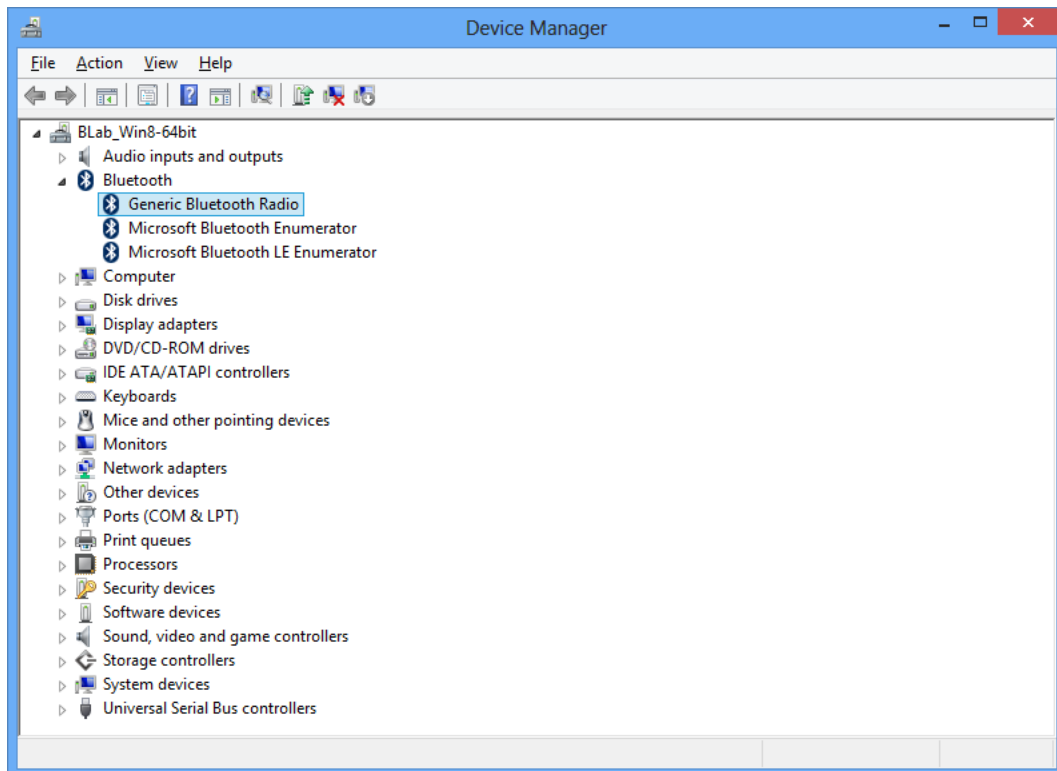 Device Manager
File Action View Help
BLab_Win8-64bit
Audio inputs and outputs
Bluetooth
Generic Bluetooth Radio
Microsoft Bluetooth Enumerator
Microsoft Bluetooth LE Enumerator
Computer
Disk drives
Display adapters
DVD/CD-ROM drives
IDE ATA/ATAPI controllers
Keyboards
Mice and other pointing devices
Monitors
Network adapters
Other devices
Ports (COM & LPT)
Print queues
Processors
Security devices
Software devices
Sound, video and game controllers
Storage controllers
System devices
Universal Serial Bus controllers